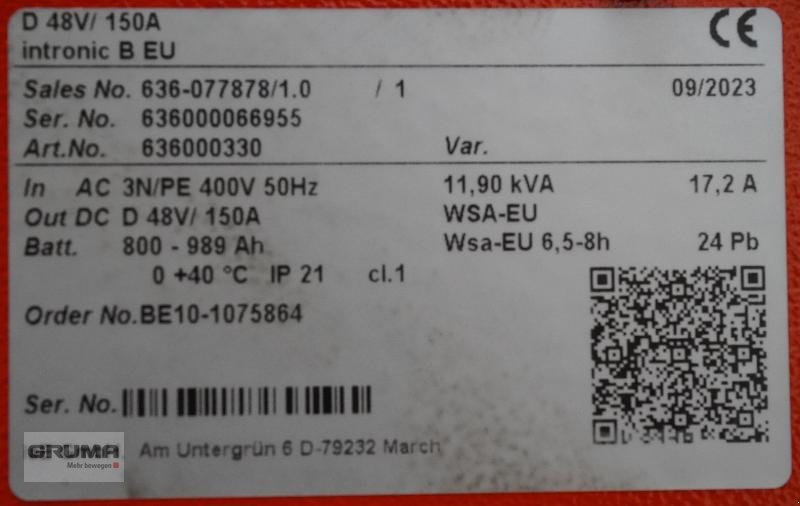 D 48V/ 150A
intronic B EU
CE
Sales No. 636-077878/1.0 / 1 09/2023
Ser. No. 636000066955
Art.No. 636000330 Var.
In AC 3N/PE 400V 50Hz 11,90 kVA 17,2 A
Out DC D 48V/ 150A WSA-EU
Batt. 800 - 989 Ah Wsa-EU 6,5-8h 24 Pb
0 +40 °C IP 21 cl.1
Order No.BE10-1075864
Ser. No.
GRUMA
Mehr bewegen
Am Untergrün 6 D-79232 March